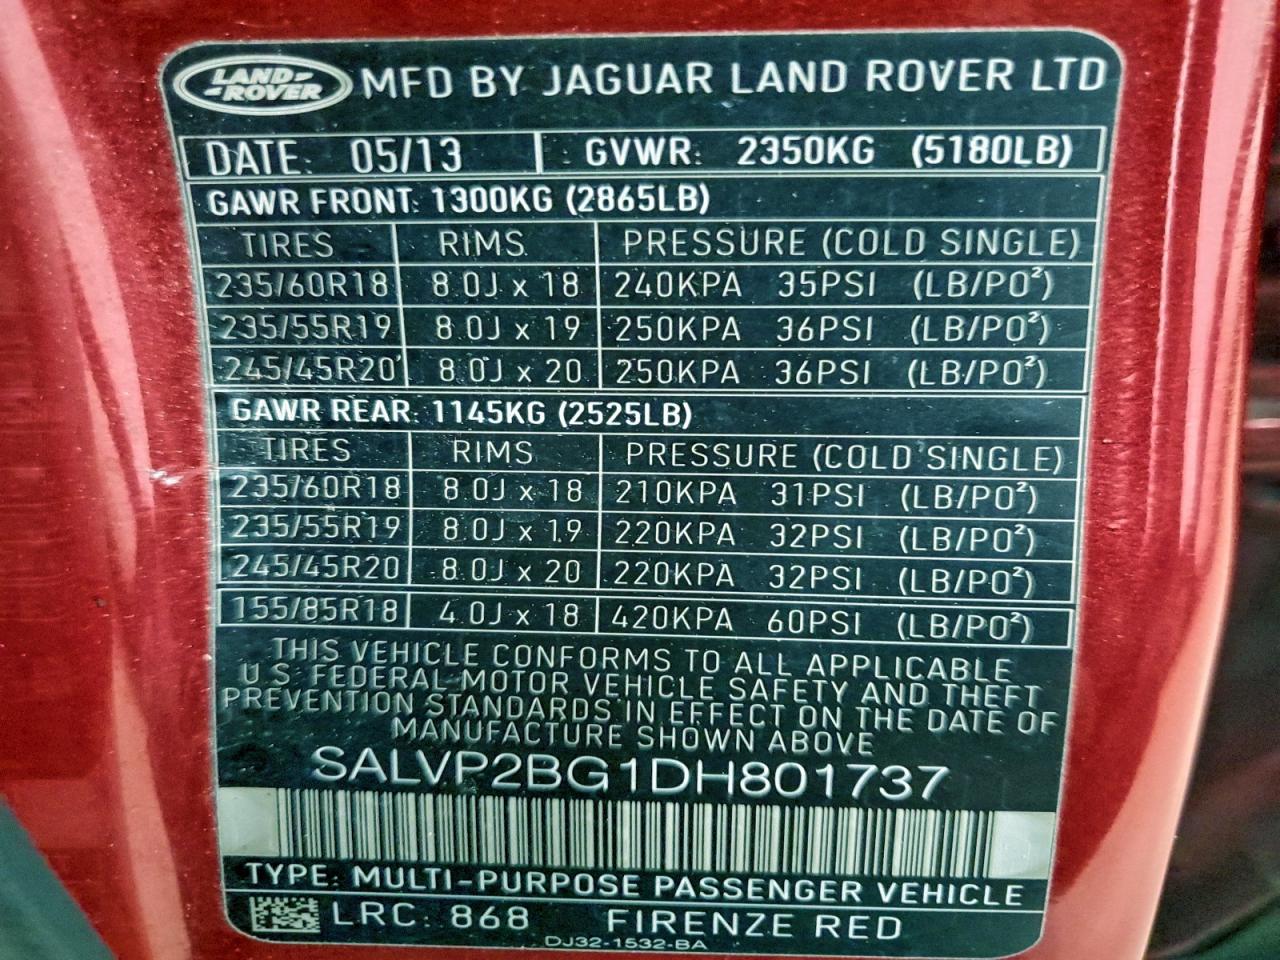 LAND-
-ROVER MFD BY JAGUAR LAND ROVER LTD
DATE: 05/13 GVWR: 2350KG (5180LB)
GAWR FRONT: 1300KG (2865LB)
TIRES RIMS PRESSURE (COLD SINGLE)
235/60R18 8.0J x 18 240KPA 35PSI (LB/PO²)
235/55R19 8.0J x 19 250KPA 36PSI (LB/PO²)
245/45R20 8.0J x 20 250KPA 36PSI (LB/PO²)
GAWR REAR: 1145KG (2525LB)
TIRES RIMS PRESSURE (COLD SINGLE)
235/60R18 8.0J x 18 210KPA 31PSI (LB/PO²)
235/55R19 8.0J x 19 220KPA 32PSI (LB/PO²)
245/45R20 8.0J x 20 220KPA 32PSI (LB/PO²)
155/85R18 4.0J x 18 420KPA 60PSI (LB/PO²)
THIS VEHICLE CONFORMS TO ALL APPLICABLE
U.S. FEDERAL MOTOR VEHICLE SAFETY AND THEFT
PREVENTION STANDARDS IN EFFECT ON THE DATE OF
MANUFACTURE SHOWN ABOVE
SALVP2BG1DH801737
TYPE: MULTI-PURPOSE PASSENGER VEHICLE
LRC: 868 FIRENZE RED
DJ32-1532-BA